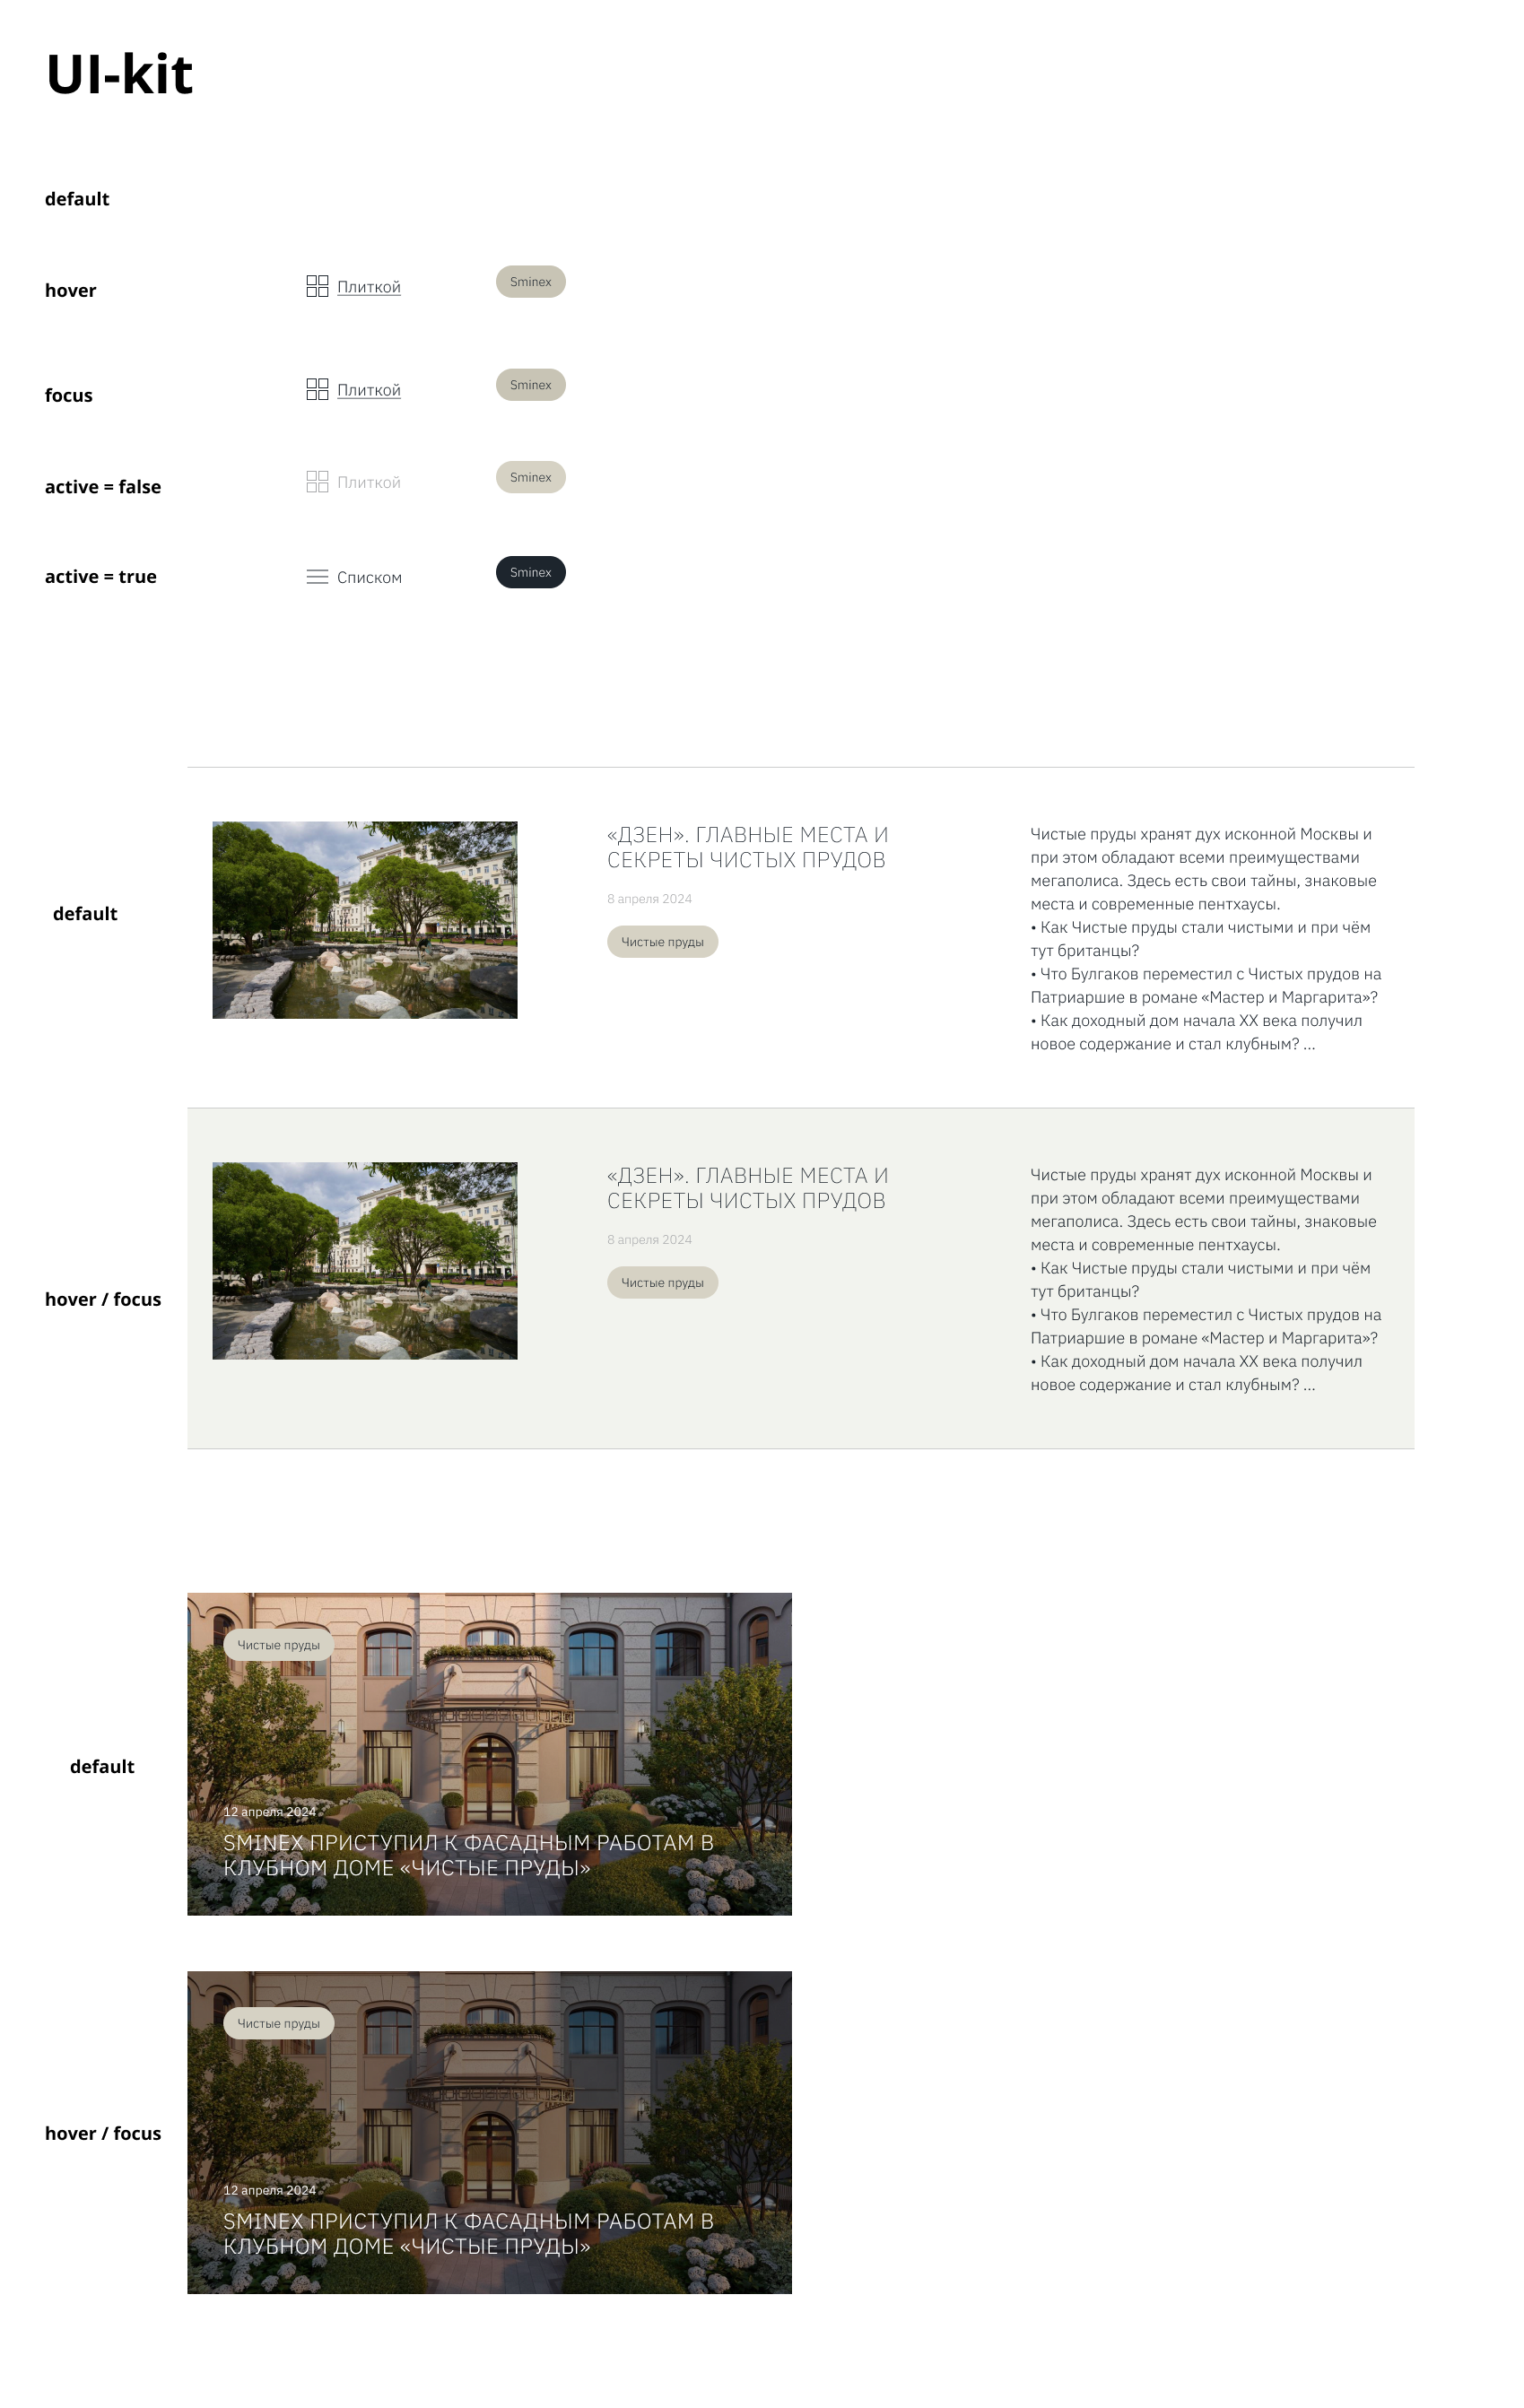 UI-kit
default
hover
Плиткой
Sminex
focus
Плиткой
Sminex
active = false
Плиткой
Sminex
active = true
Списком
Sminex
default
«ДЗЕН». ГЛАВНЫЕ МЕСТА И
СЕКРЕТЫ ЧИСТЫХ ПРУДОВ
8 апреля 2024
Чистые пруды
Чистые пруды хранят дух исконной Москвы и
при этом обладают всеми преимуществами
мегаполиса. Здесь есть свои тайны, знаковые
места и современные пентхаусы.
• Как Чистые пруды стали чистыми и при чём
тут британцы?
• Что Булгаков переместил с Чистых прудов на
Патриаршие в романе «Мастер и Маргарита»?
• Как доходный дом начала XX века получил
новое содержание и стал клубным? ...
hover / focus
«ДЗЕН». ГЛАВНЫЕ МЕСТА И
СЕКРЕТЫ ЧИСТЫХ ПРУДОВ
8 апреля 2024
Чистые пруды
Чистые пруды хранят дух исконной Москвы и
при этом обладают всеми преимуществами
мегаполиса. Здесь есть свои тайны, знаковые
места и современные пентхаусы.
• Как Чистые пруды стали чистыми и при чём
тут британцы?
• Что Булгаков переместил с Чистых прудов на
Патриаршие в романе «Мастер и Маргарита»?
• Как доходный дом начала XX века получил
новое содержание и стал клубным? ...
default
Чистые пруды
12 апреля 2024
SMINEX ПРИСТУПИЛ К ФАСАДНЫМ РАБОТАМ В
КЛУБНОМ ДОМЕ «ЧИСТЫЕ ПРУДЫ»
hover / focus
Чистые пруды
12 апреля 2024
SMINEX ПРИСТУПИЛ К ФАСАДНЫМ РАБОТАМ В
КЛУБНОМ ДОМЕ «ЧИСТЫЕ ПРУДЫ»